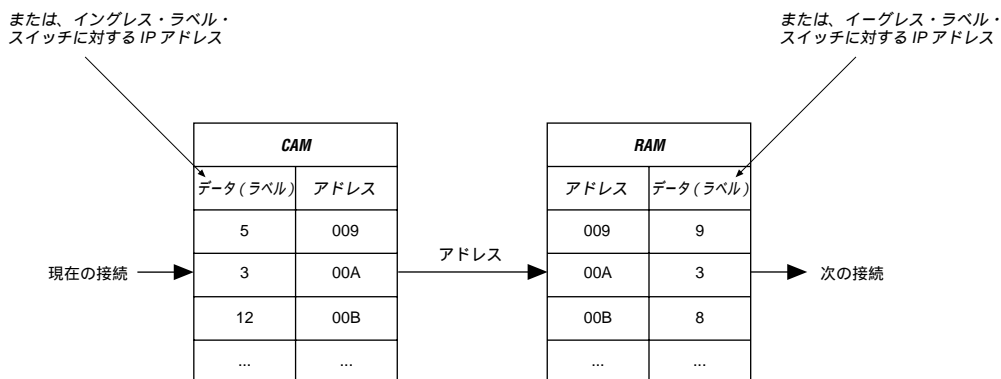 または、イングレス・ラベル・
スイッチに対する IP アドレス
または、イーグレス・ラベル・
スイッチに対する IP アドレス
CAM
データ ( ラベル ) アドレス
5 009
現在の接続 3 00A
12 00B
... ...
アドレス
RAM
アドレス データ ( ラベル )
009 9
00A 3 次の接続
00B 8
... ...